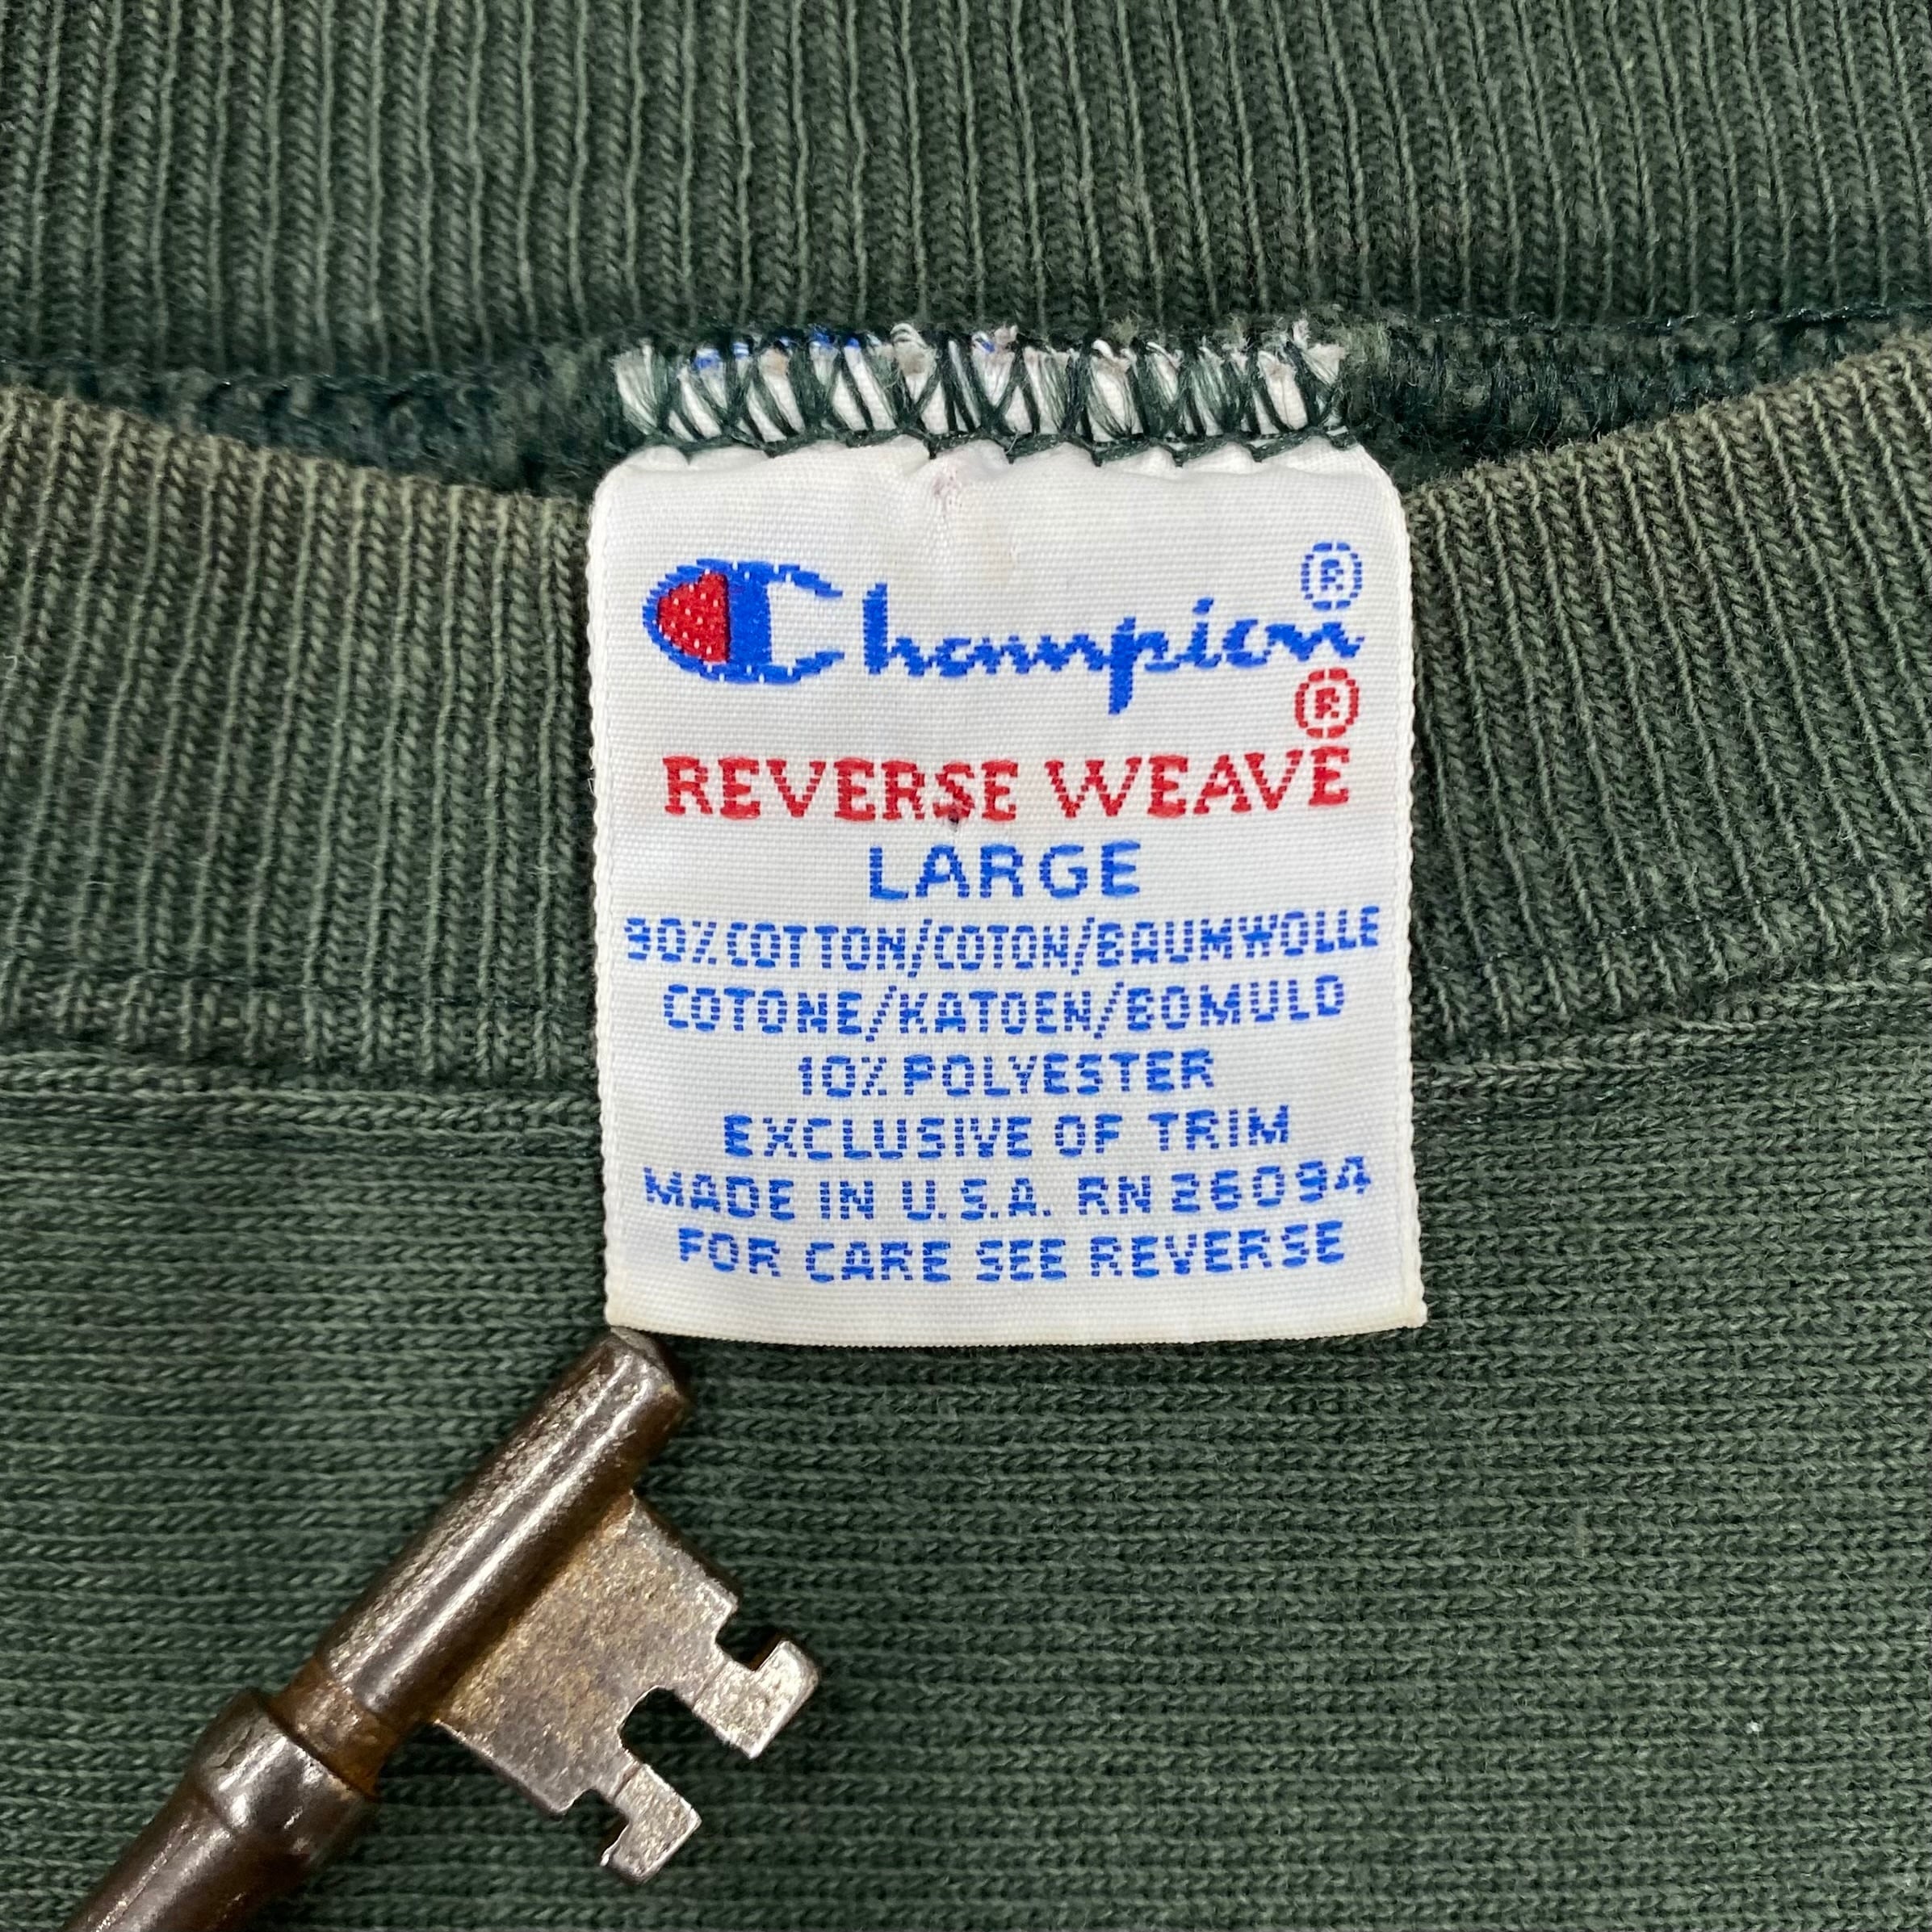 Champion®
REVERSE WEAVE®
LARGE
90% COTTON/COTON/BAUMWOLLE
COTONE/KATOEN/BOMULD
10% POLYESTER
EXCLUSIVE OF TRIM
MADE IN U.S.A. RN 26094
FOR CARE SEE REVERSE